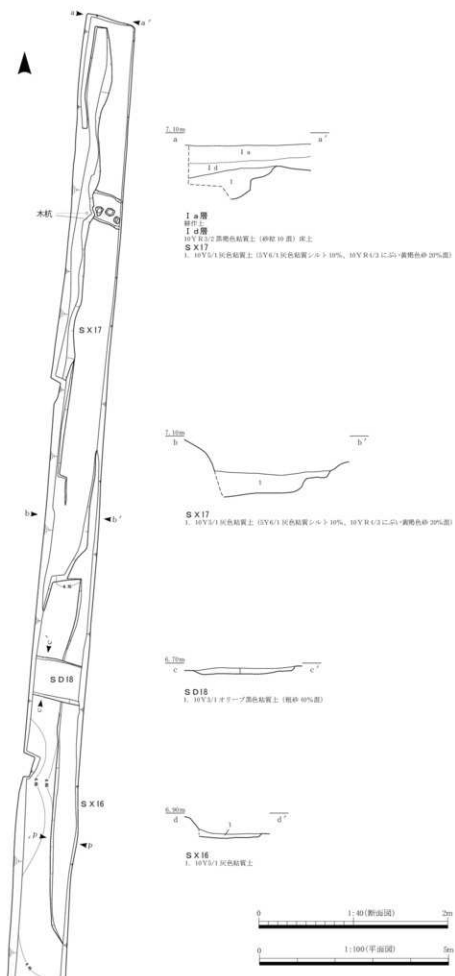 a
a'
7.10m
a
a'
Ⅰa
Ⅰd
1
Ⅰa層
耕作土
Ⅰd層
10YR3/2 黒褐色粘質土(砂粒10混)床土
SX17
1. 10Y5/1灰色粘質土(5Y6/1灰色粘質シルト10%、10YR4/3にぶい黄褐色砂20%混)
木杭
SX17
7.10m
b
b'
1
SX17
1. 10Y5/1灰色粘質土(5Y6/1灰色粘質シルト10%、10YR4/3にぶい黄褐色砂20%混)
b
b'
c'
SD18
c
6.70m
c
c'
1
SD18
1. 10Y3/1オリーブ黒色粘質土(粗砂40%混)
SX16
d'
d
6.90m
d
d'
1
SX16
1. 10Y5/1灰色粘質土
0
1:40(断面図)
2m
0
1:100(平面図)
5m